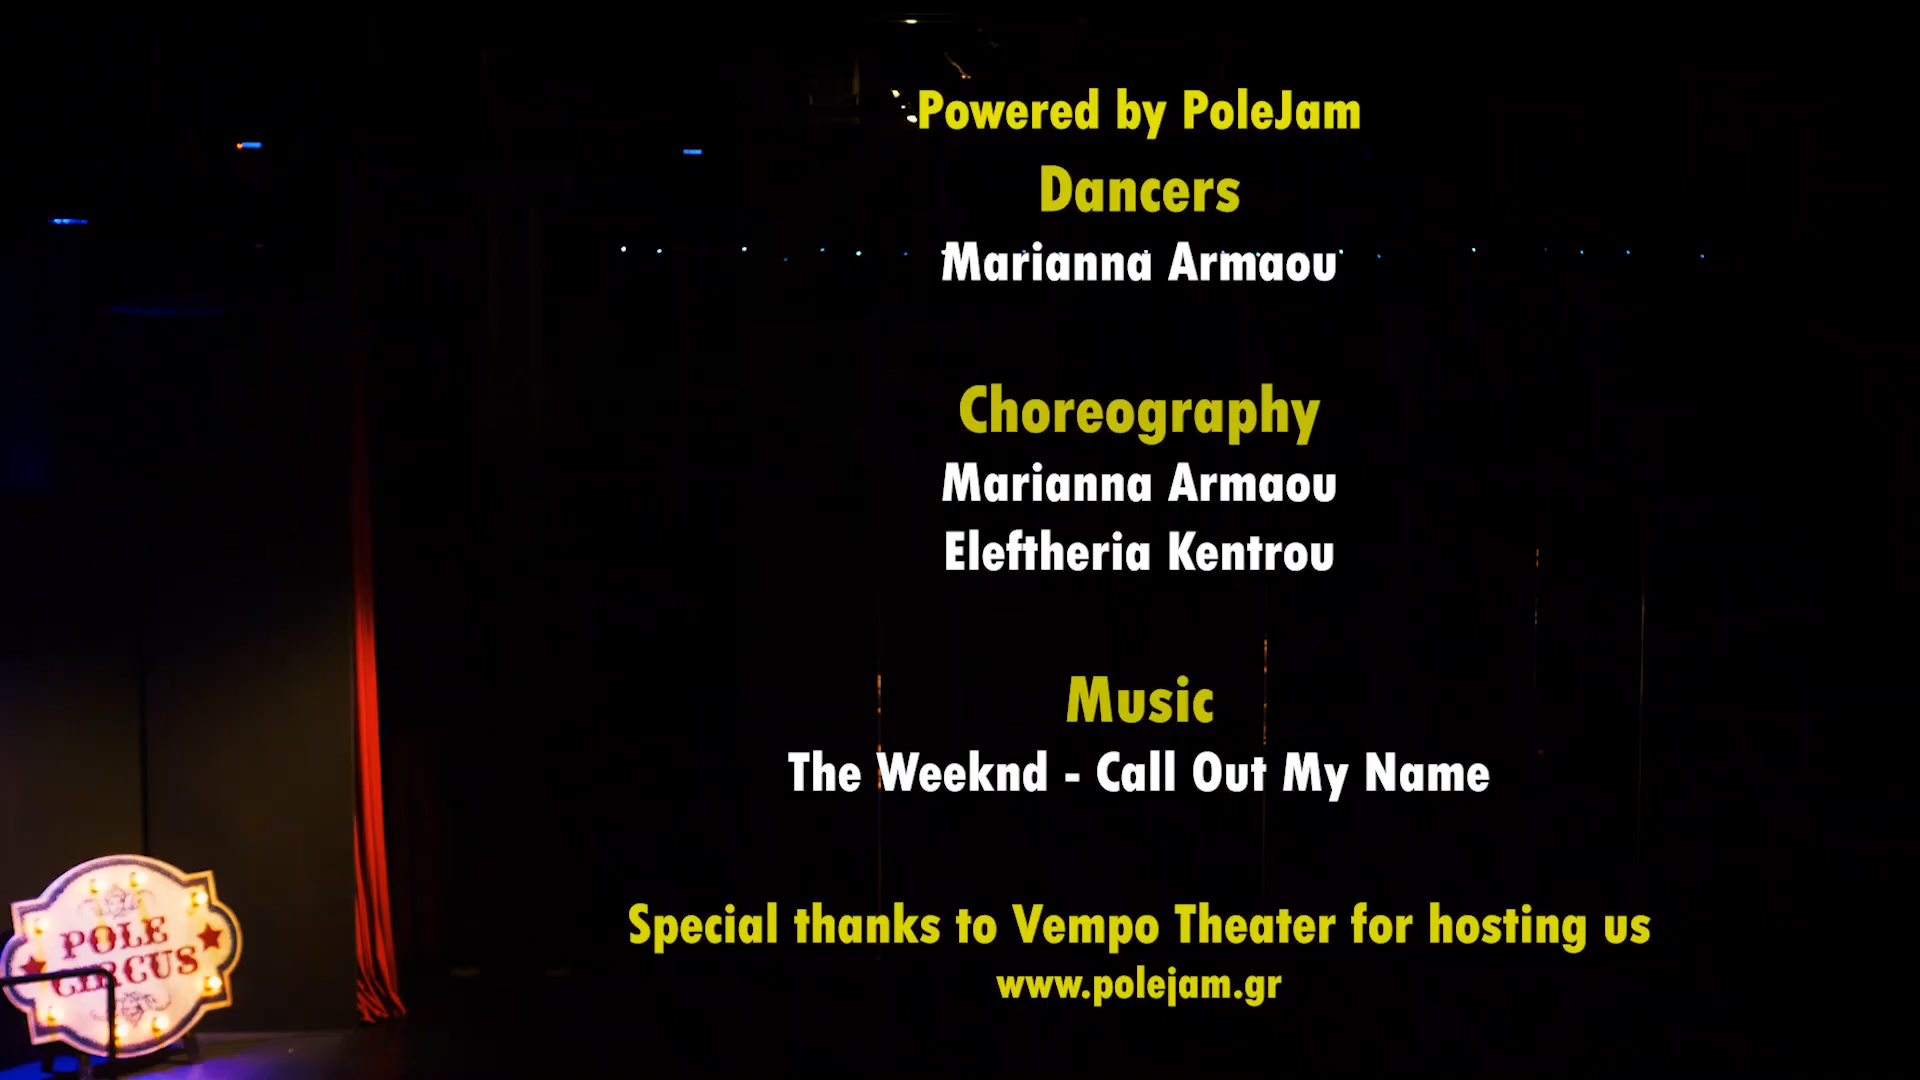 Powered by PoleJam
Dancers
Marianna Armaou
Choreography
Marianna Armaou
Eleftheria Kentrou
Music
The Weeknd - Call Out My Name
Special thanks to Vempo Theater for hosting us
www.polejam.gr
POLE
CIRCUS